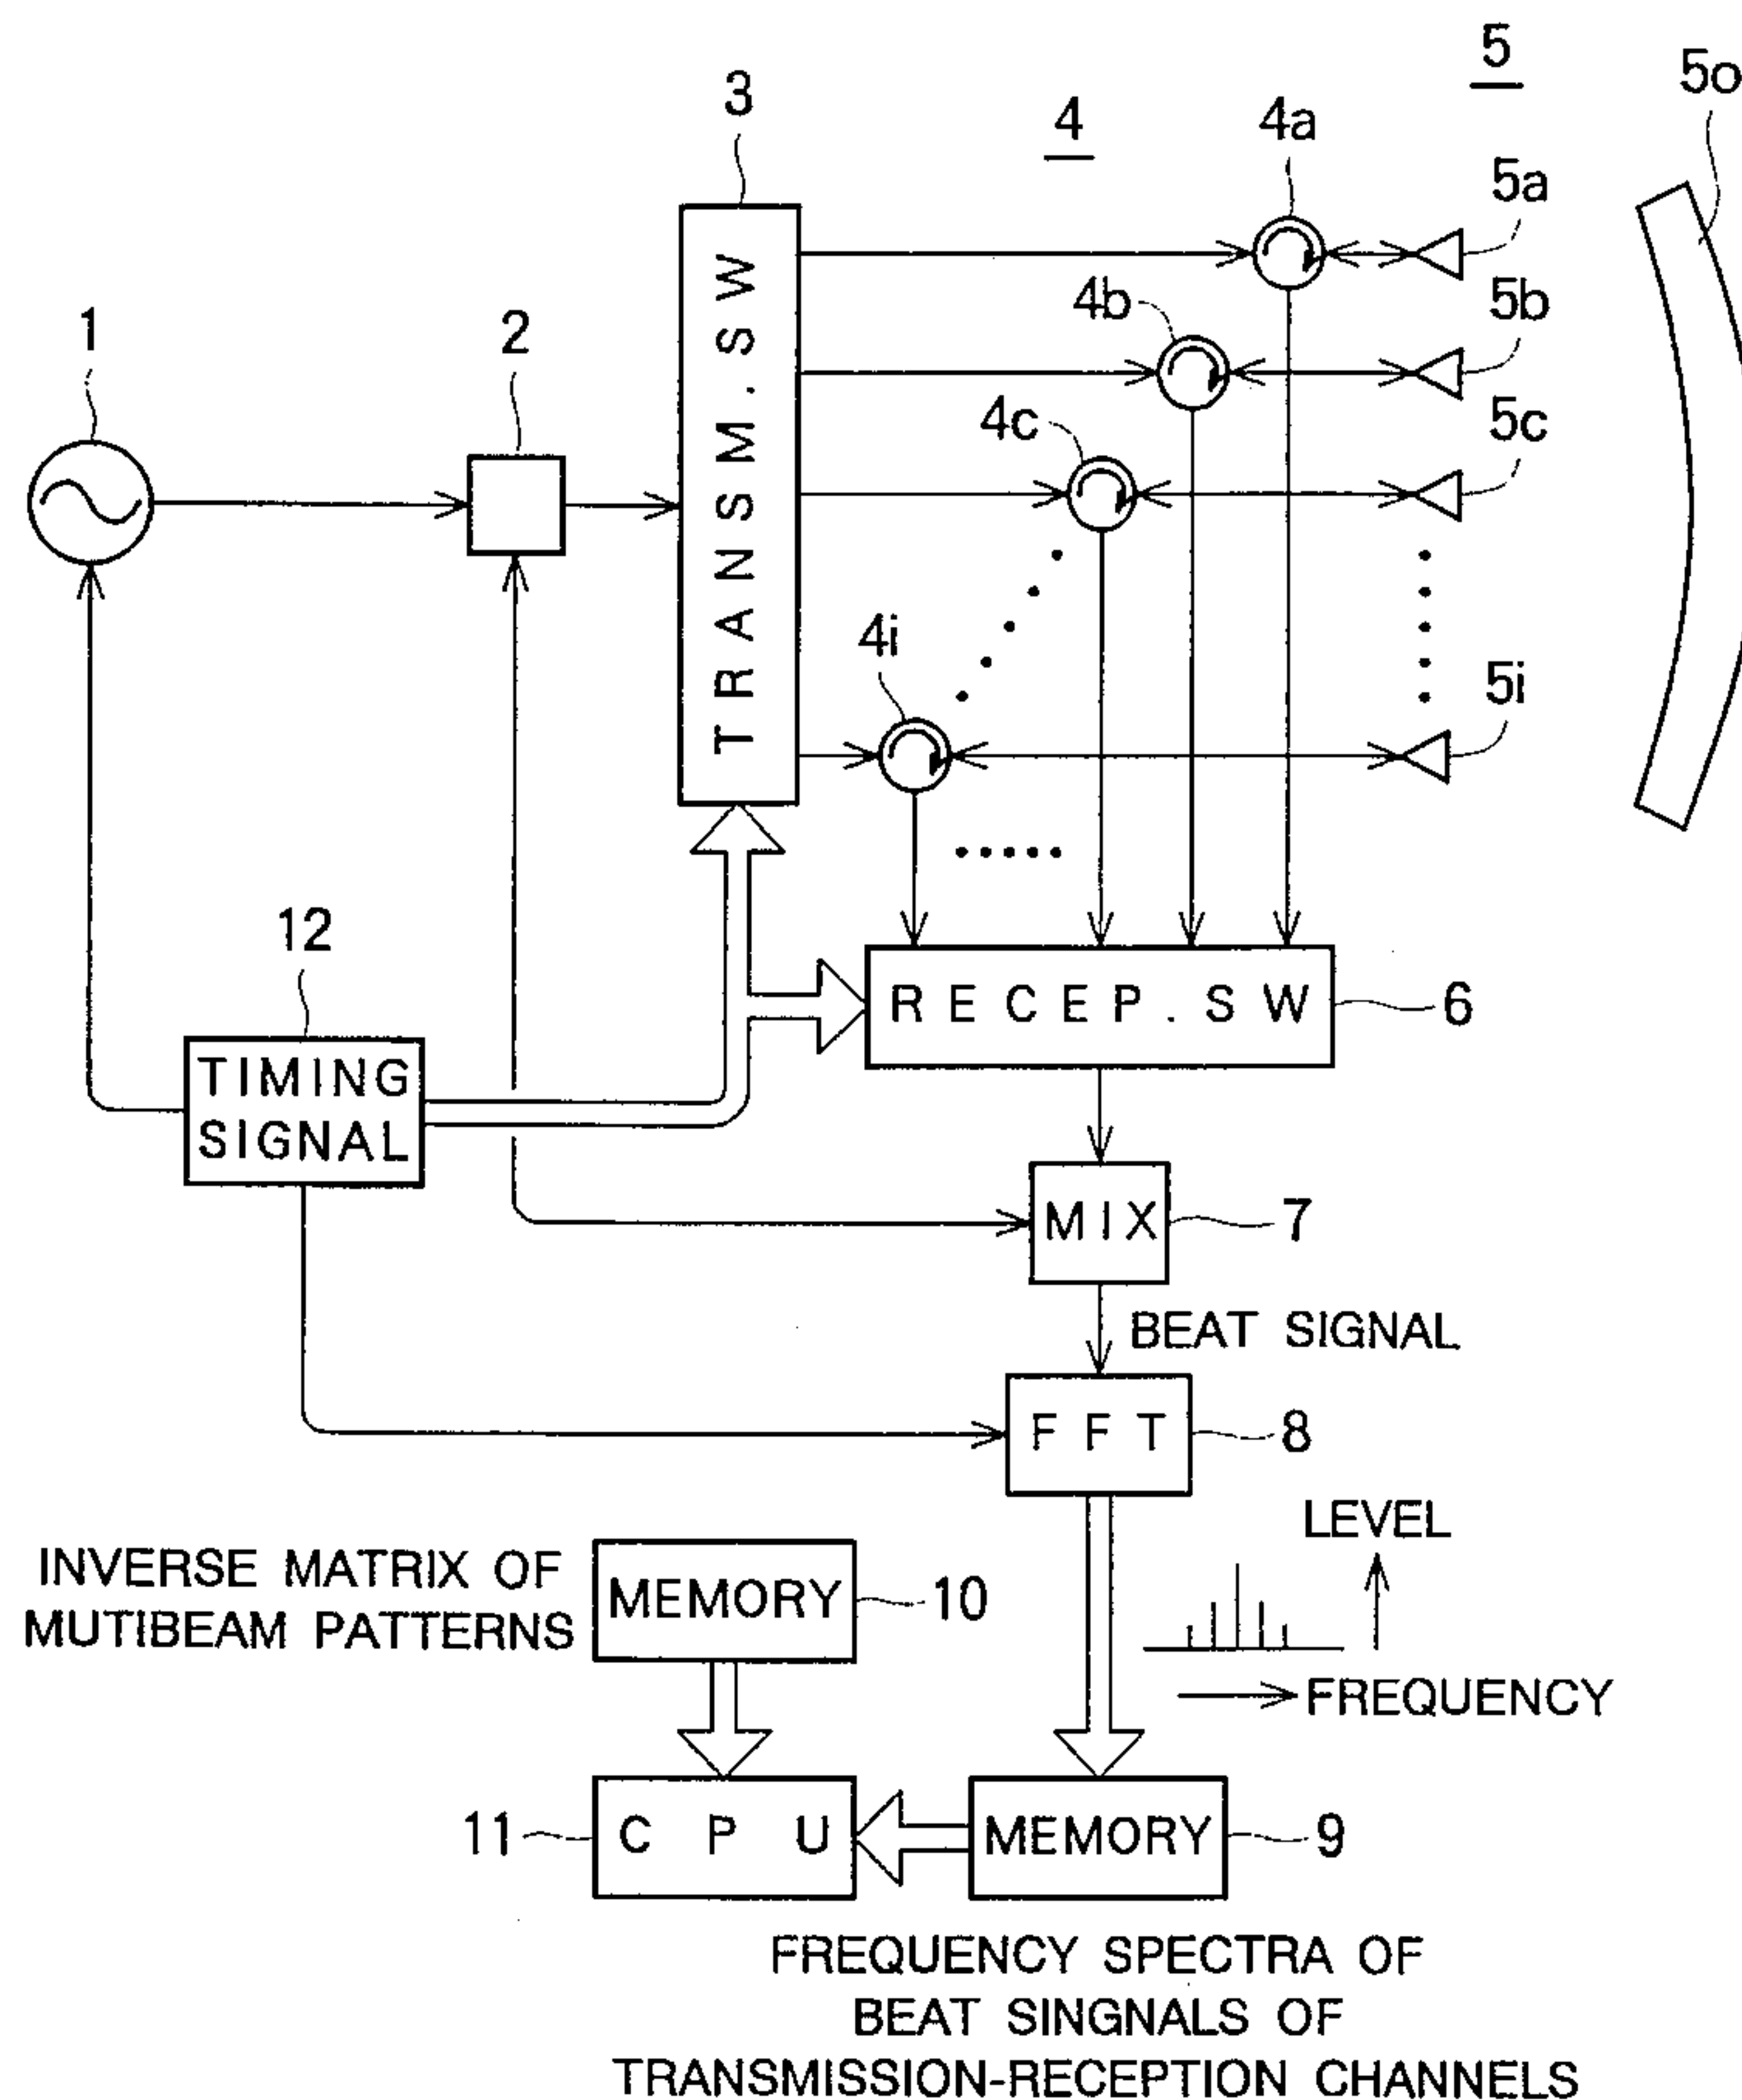 5
5o
3
4
4a
5a
4b
5b
1
2
4c
5c
TRANSM.SW
4i
5i
12
RECEP.SW
6
TIMING
SIGNAL
MIX
7
BEAT SIGNAL
FFT
8
LEVEL
INVERSE MATRIX OF
MUTIBEAM PATTERNS
MEMORY
10
FREQUENCY
11
CPU
MEMORY
9
FREQUENCY SPECTRA OF
BEAT SINGNALS OF
TRANSMISSION-RECEPTION CHANNELS